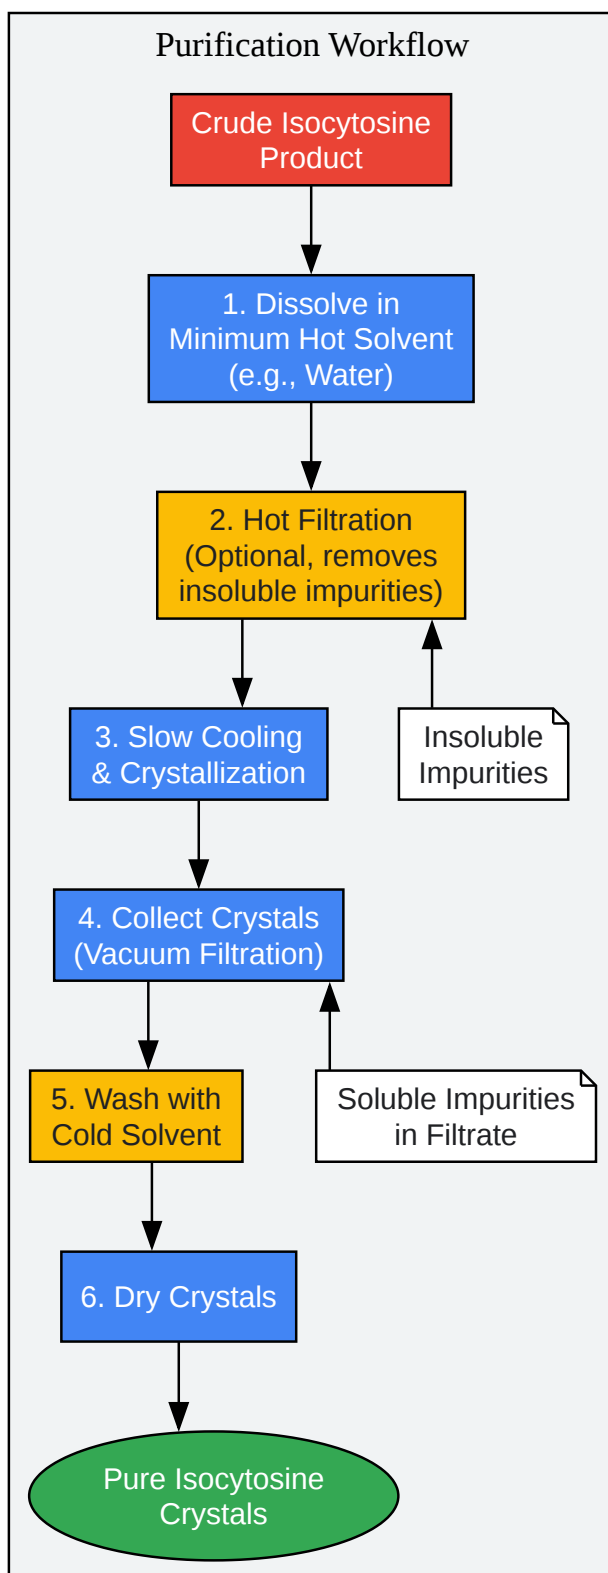 Purification Workflow
Crude Isocytosine
Product
1. Dissolve in
Minimum Hot Solvent
(e.g., Water)
2. Hot Filtration
(Optional, removes
insoluble impurities)
3. Slow Cooling
& Crystallization
Insoluble
Impurities
4. Collect Crystals
(Vacuum Filtration)
5. Wash with
Cold Solvent
Soluble Impurities
in Filtrate
6. Dry Crystals
Pure Isocytosine
Crystals